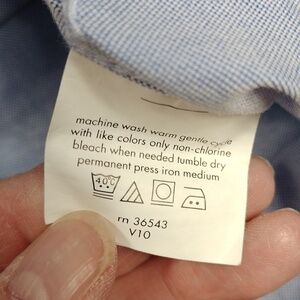 machine wash warm gentle cycle
with like colors only non-chlorine
bleach when needed tumble dry
permanent press iron medium
40°
rn 36543
V10